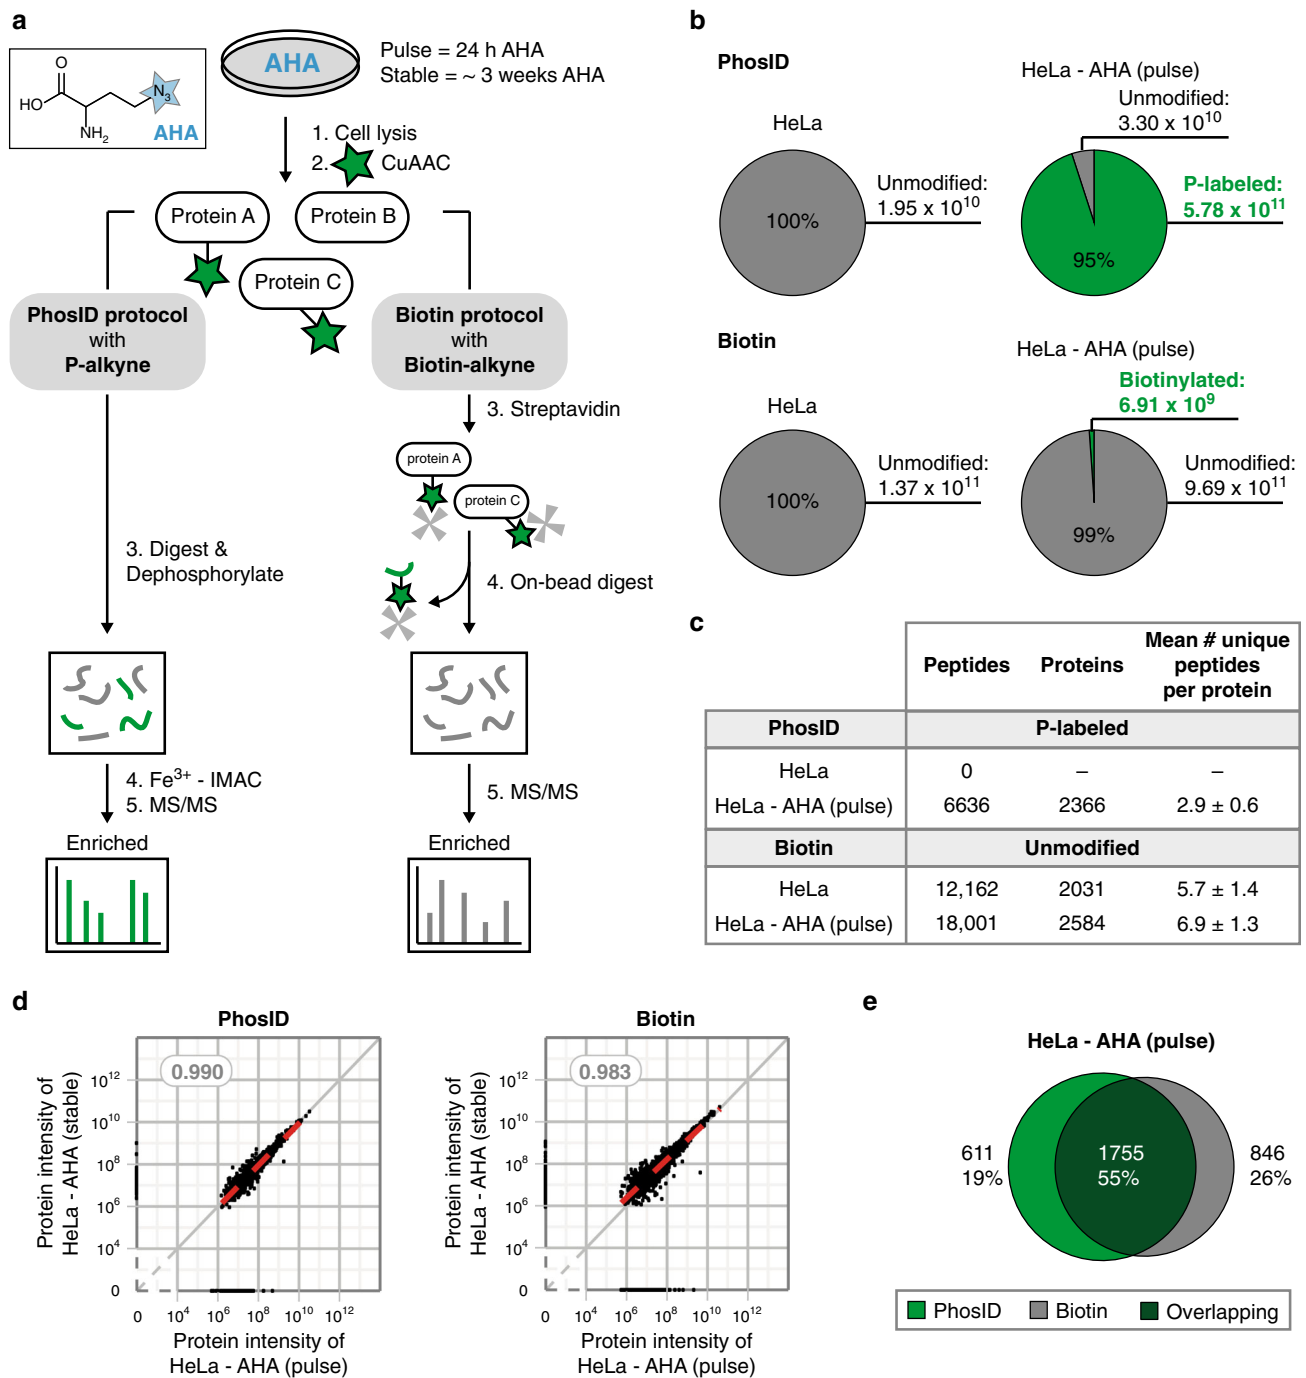 a
O
HO
NH2
N3
AHA
AHA
Pulse = 24 h AHA
Stable = ~ 3 weeks AHA
1. Cell lysis
2. CuAAC
Protein A
Protein B
Protein C
PhosID protocol
with
P-alkyne
Biotin protocol
with
Biotin-alkyne
3. Streptavidin
protein A
protein C
3. Digest &
Dephosphorylate
4. On-bead digest
4. Fe3+ - IMAC
5. MS/MS
5. MS/MS
Enriched
Enriched
b
PhosID
HeLa
100%
Unmodified:
1.95 x 10^10
HeLa - AHA (pulse)
Unmodified:
3.30 x 10^10
P-labeled:
5.78 x 10^11
95%
Biotin
HeLa
100%
Unmodified:
1.37 x 10^11
HeLa - AHA (pulse)
Biotinylated:
6.91 x 10^9
Unmodified:
9.69 x 10^11
99%
c
Peptides Proteins Mean # unique
peptides
per protein
PhosID P-labeled
HeLa 0 – –
HeLa - AHA (pulse) 6636 2366 2.9 ± 0.6
Biotin Unmodified
HeLa 12,162 2031 5.7 ± 1.4
HeLa - AHA (pulse) 18,001 2584 6.9 ± 1.3
d
PhosID
0.990
Protein intensity of
HeLa - AHA (stable)
10^12
10^10
10^8
10^6
10^4
0
0 10^4 10^6 10^8 10^10 10^12
Protein intensity of
HeLa - AHA (pulse)
Biotin
0.983
Protein intensity of
HeLa - AHA (stable)
10^12
10^10
10^8
10^6
10^4
0
0 10^4 10^6 10^8 10^10 10^12
Protein intensity of
HeLa - AHA (pulse)
e
HeLa - AHA (pulse)
611
19%
1755
55%
846
26%
PhosID Biotin Overlapping